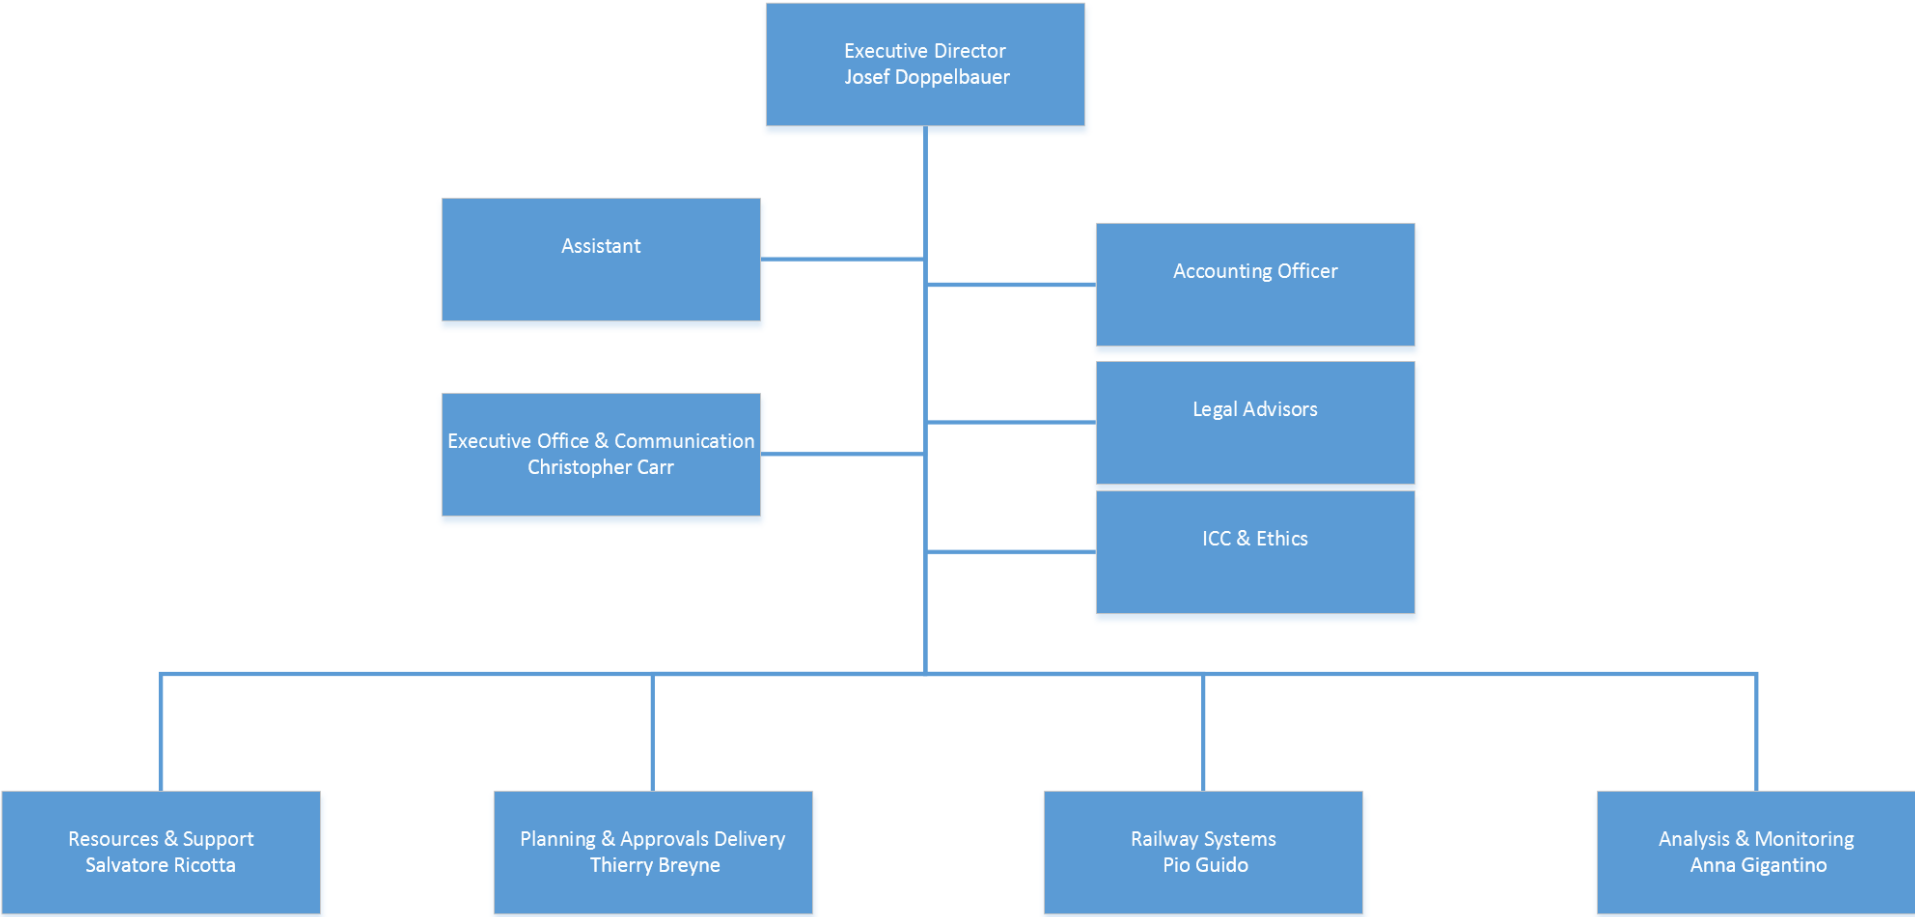 Executive Director
Josef Doppelbauer
Assistant
Accounting Officer
Legal Advisors
Executive Office & Communication
Christopher Carr
ICC & Ethics
Resources & Support
Salvatore Ricotta
Planning & Approvals Delivery
Thierry Breyne
Railway Systems
Pio Guido
Analysis & Monitoring
Anna Gigantino